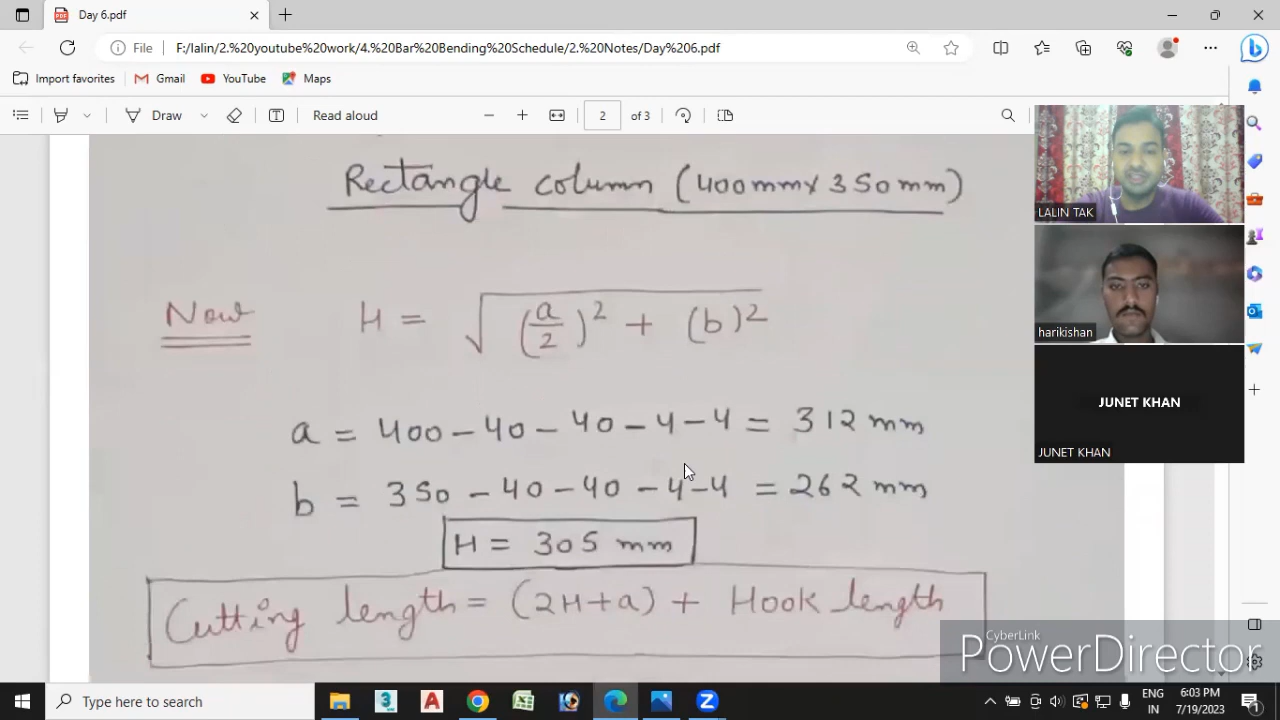 Day 6.pdf
File
F:/lalin/2.%20youtube%20work/4.%20Bar%20Bending%20Schedule/2.%20Notes/Day%206.pdf
Import favorites
Gmail
YouTube
Maps
Draw
Read aloud
2
of 3
Rectangle column (400mm x 350 mm)
Now H = √(a/2)² + (b)²
a = 400 - 40 - 40 - 4 - 4 = 312 mm
b = 350 - 40 - 40 - 4 - 4 = 262 mm
H = 305 mm
Cutting length = (2H+a) + Hook length
LALIN TAK
harikishan
JUNET KHAN
JUNET KHAN
CyberLink
PowerDirector
Type here to search
ENG
IN
6:03 PM
7/19/2023
1